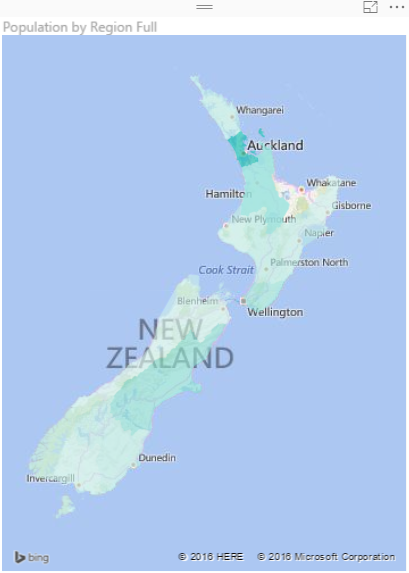 Population by Region Full
Whangarei
Auckland
Hamilton
Whakatane
Gisborne
New Plymouth
Napier
Palmerston North
Cook Strait
Blenheim
Wellington
NEW
ZEALAND
Dunedin
Invercargill
bing
© 2016 HERE © 2016 Microsoft Corporation